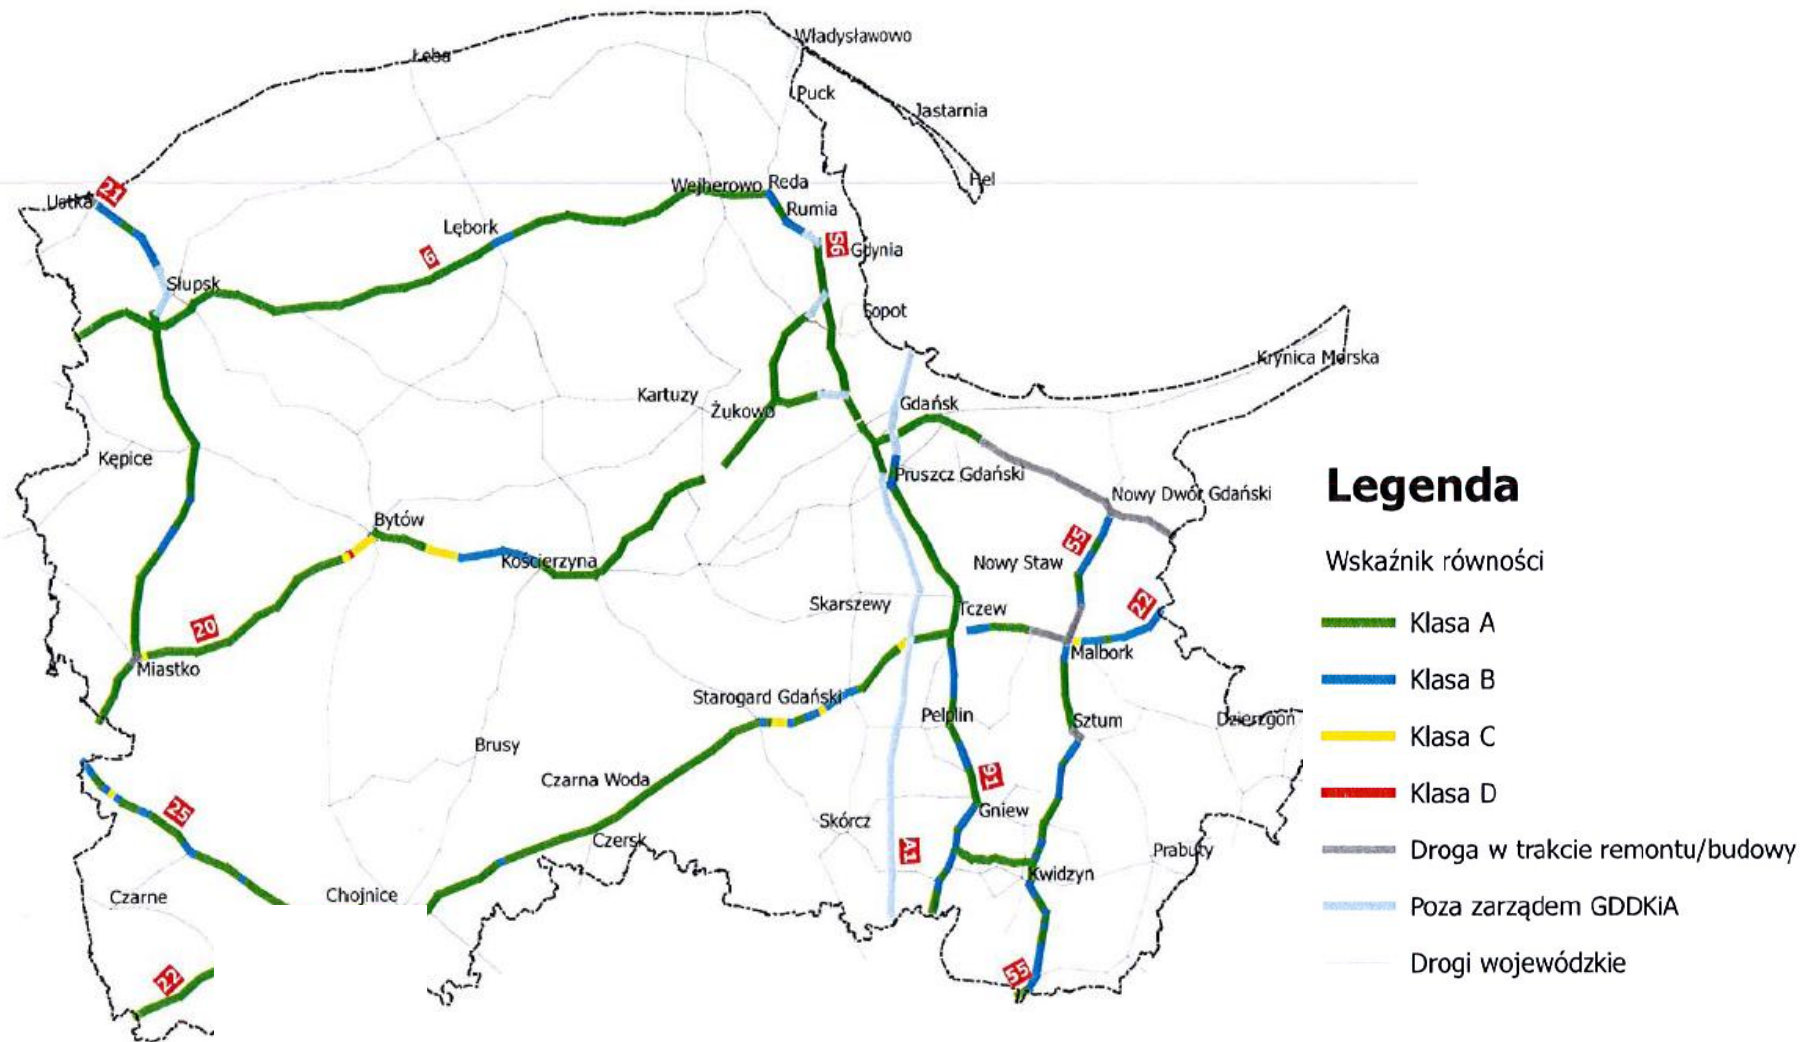 Władysławowo
Łeba
Puck
Jastarnia
Hel
Wejherowo
Reda
21
Ustka
Rumia
Lębork
S6
Gdynia
6
Słupsk
Sopot
Krynica Morska
Kartuzy
Żukowo
Gdańsk
Kępice
Pruszcz Gdański
Nowy Dwór Gdański
Bytów
55
Kościerzyna
Nowy Staw
Skarszewy
Tczew
22
20
Miastko
Malbork
Starogard Gdański
Pelplin
Sztum
Dzierzgoń
Brusy
Czarna Woda
91
25
Gniew
Skórcz
Czersk
A1
Prabuty
Kwidzyn
Czarne
Chojnice
22
55
Legenda
Wskaźnik równości
Klasa A
Klasa B
Klasa C
Klasa D
Droga w trakcie remontu/budowy
Poza zarządem GDDKiA
Drogi wojewódzkie